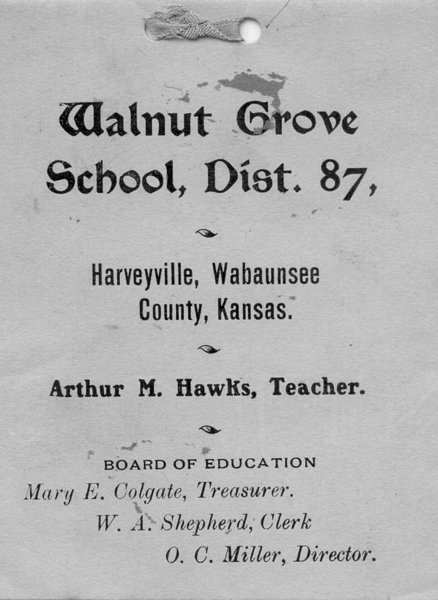 Walnut Grove
School, Dist. 87,
Harveyville, Wabaunsee
County, Kansas.
Arthur M. Hawks, Teacher.
BOARD OF EDUCATION
Mary E. Colgate, Treasurer.
W. A. Shepherd, Clerk
O. C. Miller, Director.